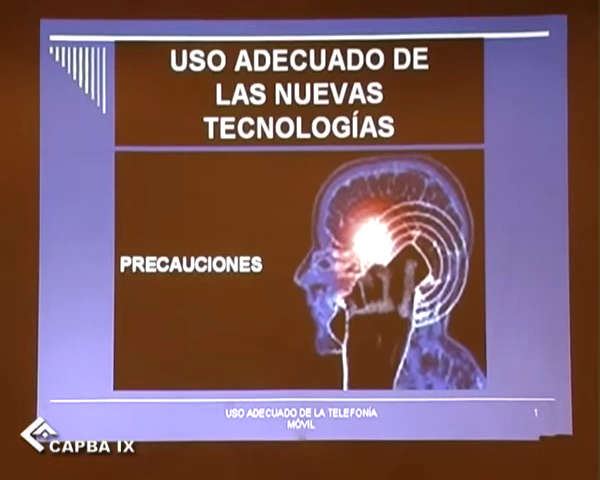 USO ADECUADO DE
LAS NUEVAS
TECNOLOGÍAS
PRECAUCIONES
USO ADECUADO DE LA TELEFONÍA
MÓVIL
1
CAPBA IX